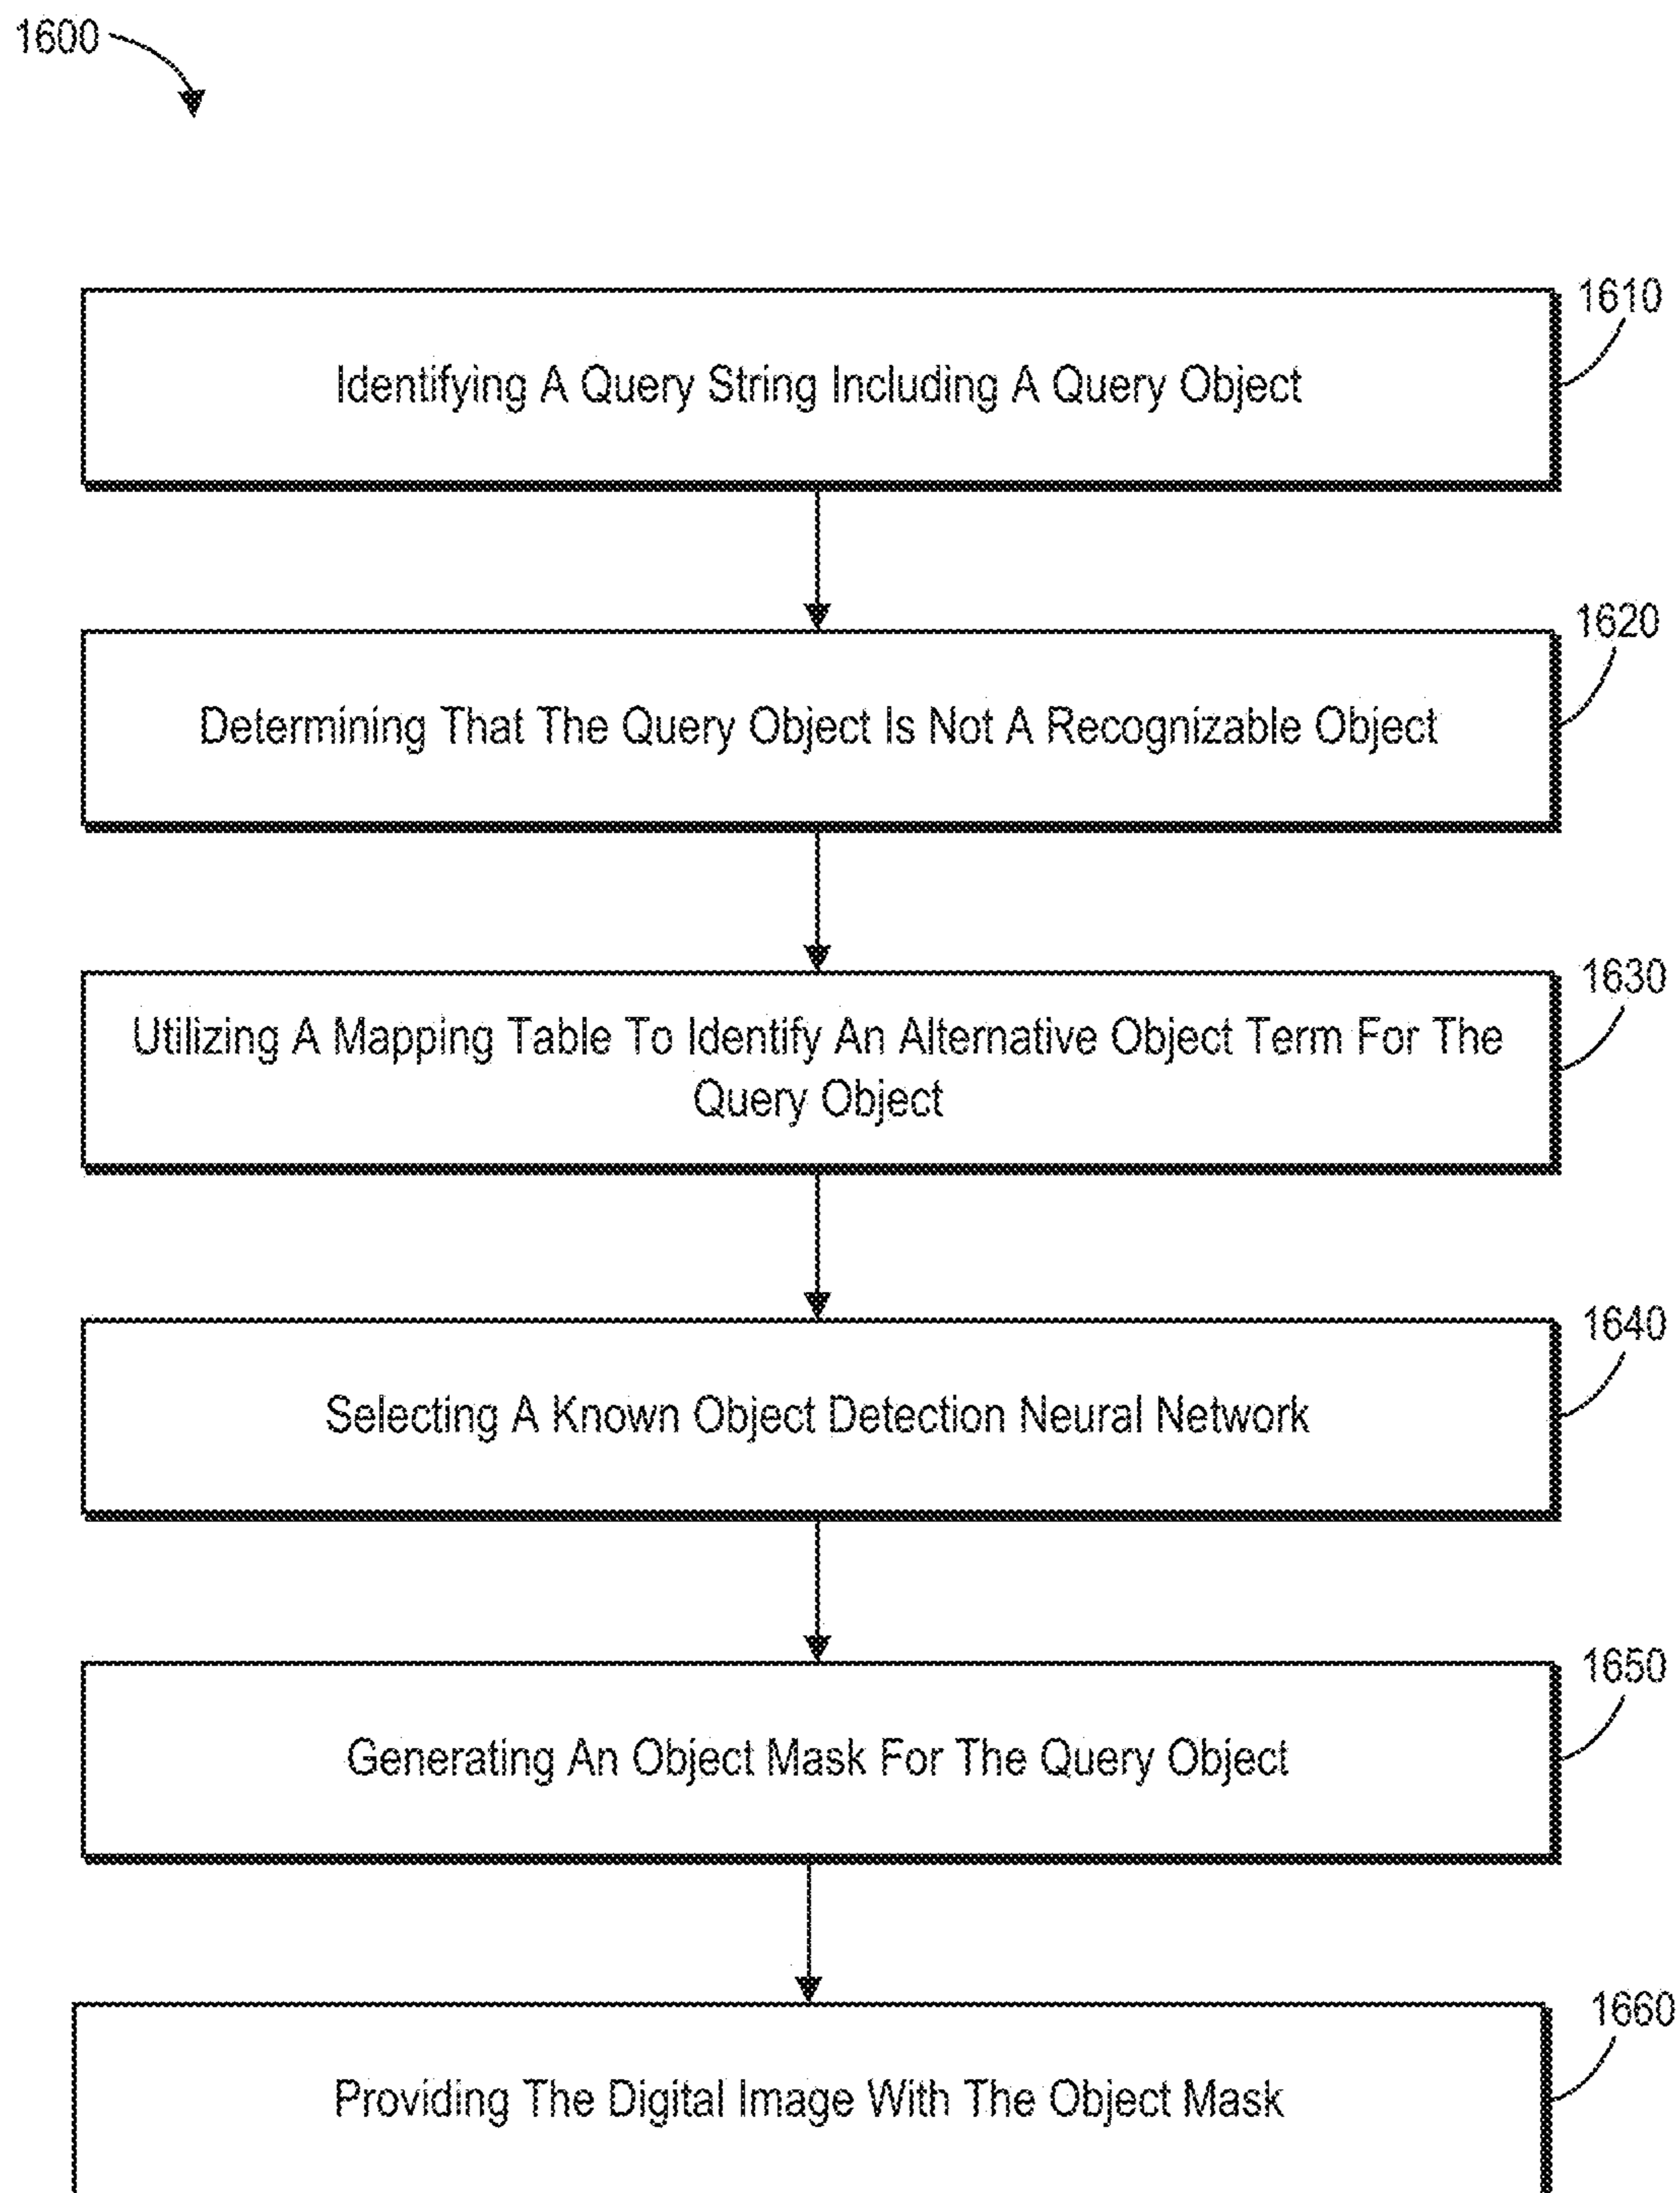 1600
1610
Identifying A Query String Including A Query Object
1620
Determining That The Query Object Is Not A Recognizable Object
1630
Utilizing A Mapping Table To Identify An Alternative Object Term For The
Query Object
1640
Selecting A Known Object Detection Neural Network
1650
Generating An Object Mask For The Query Object
1660
Providing The Digital Image With The Object Mask